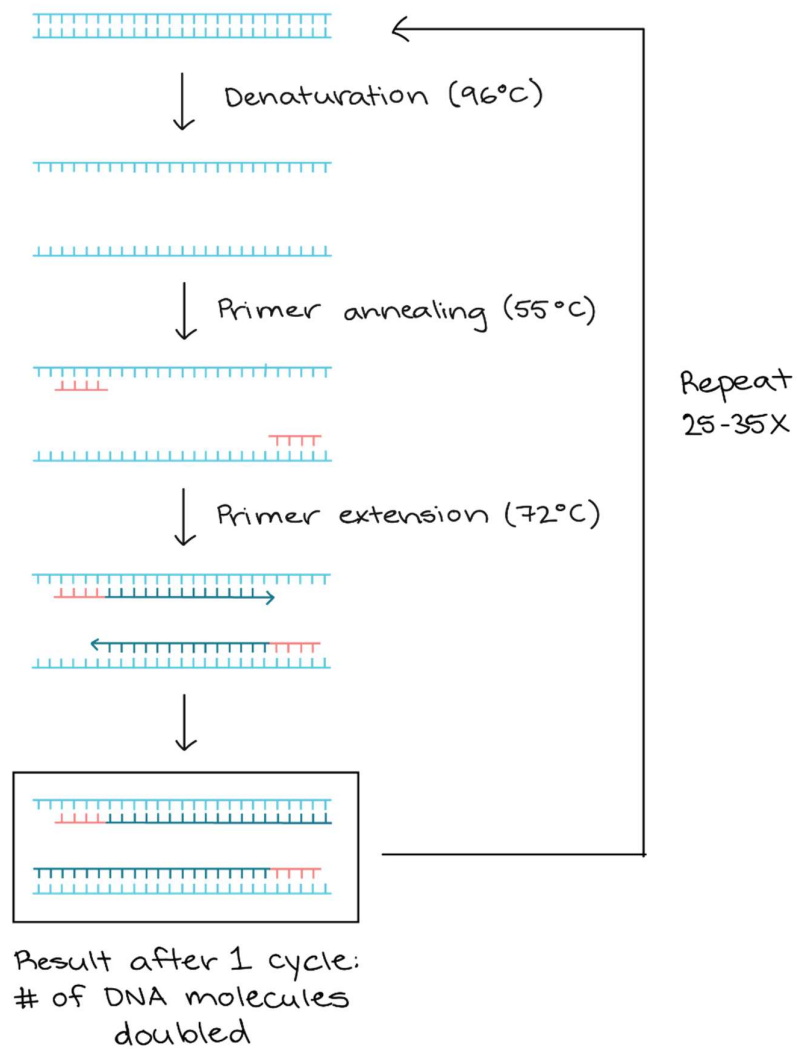 Denaturation (96°C)
Primer annealing (55°C)
Repeat
25-35X
Primer extension (72°C)
Result after 1 cycle:
# of DNA molecules
doubled